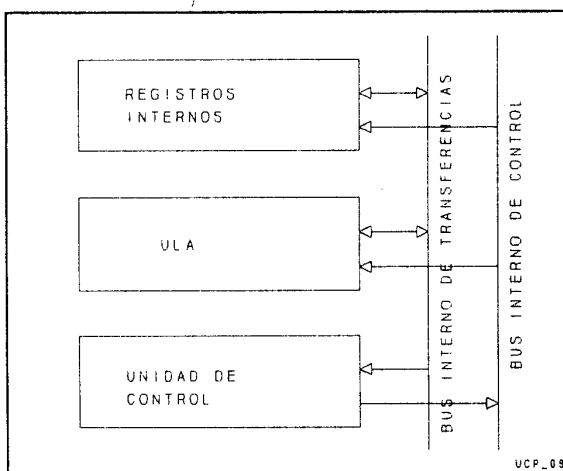 REGISTROS
INTERNOS
ULA
UNIDAD DE
CONTROL
BUS INTERNO DE TRANSFERENCIAS
BUS INTERNO DE CONTROL
UCP_09